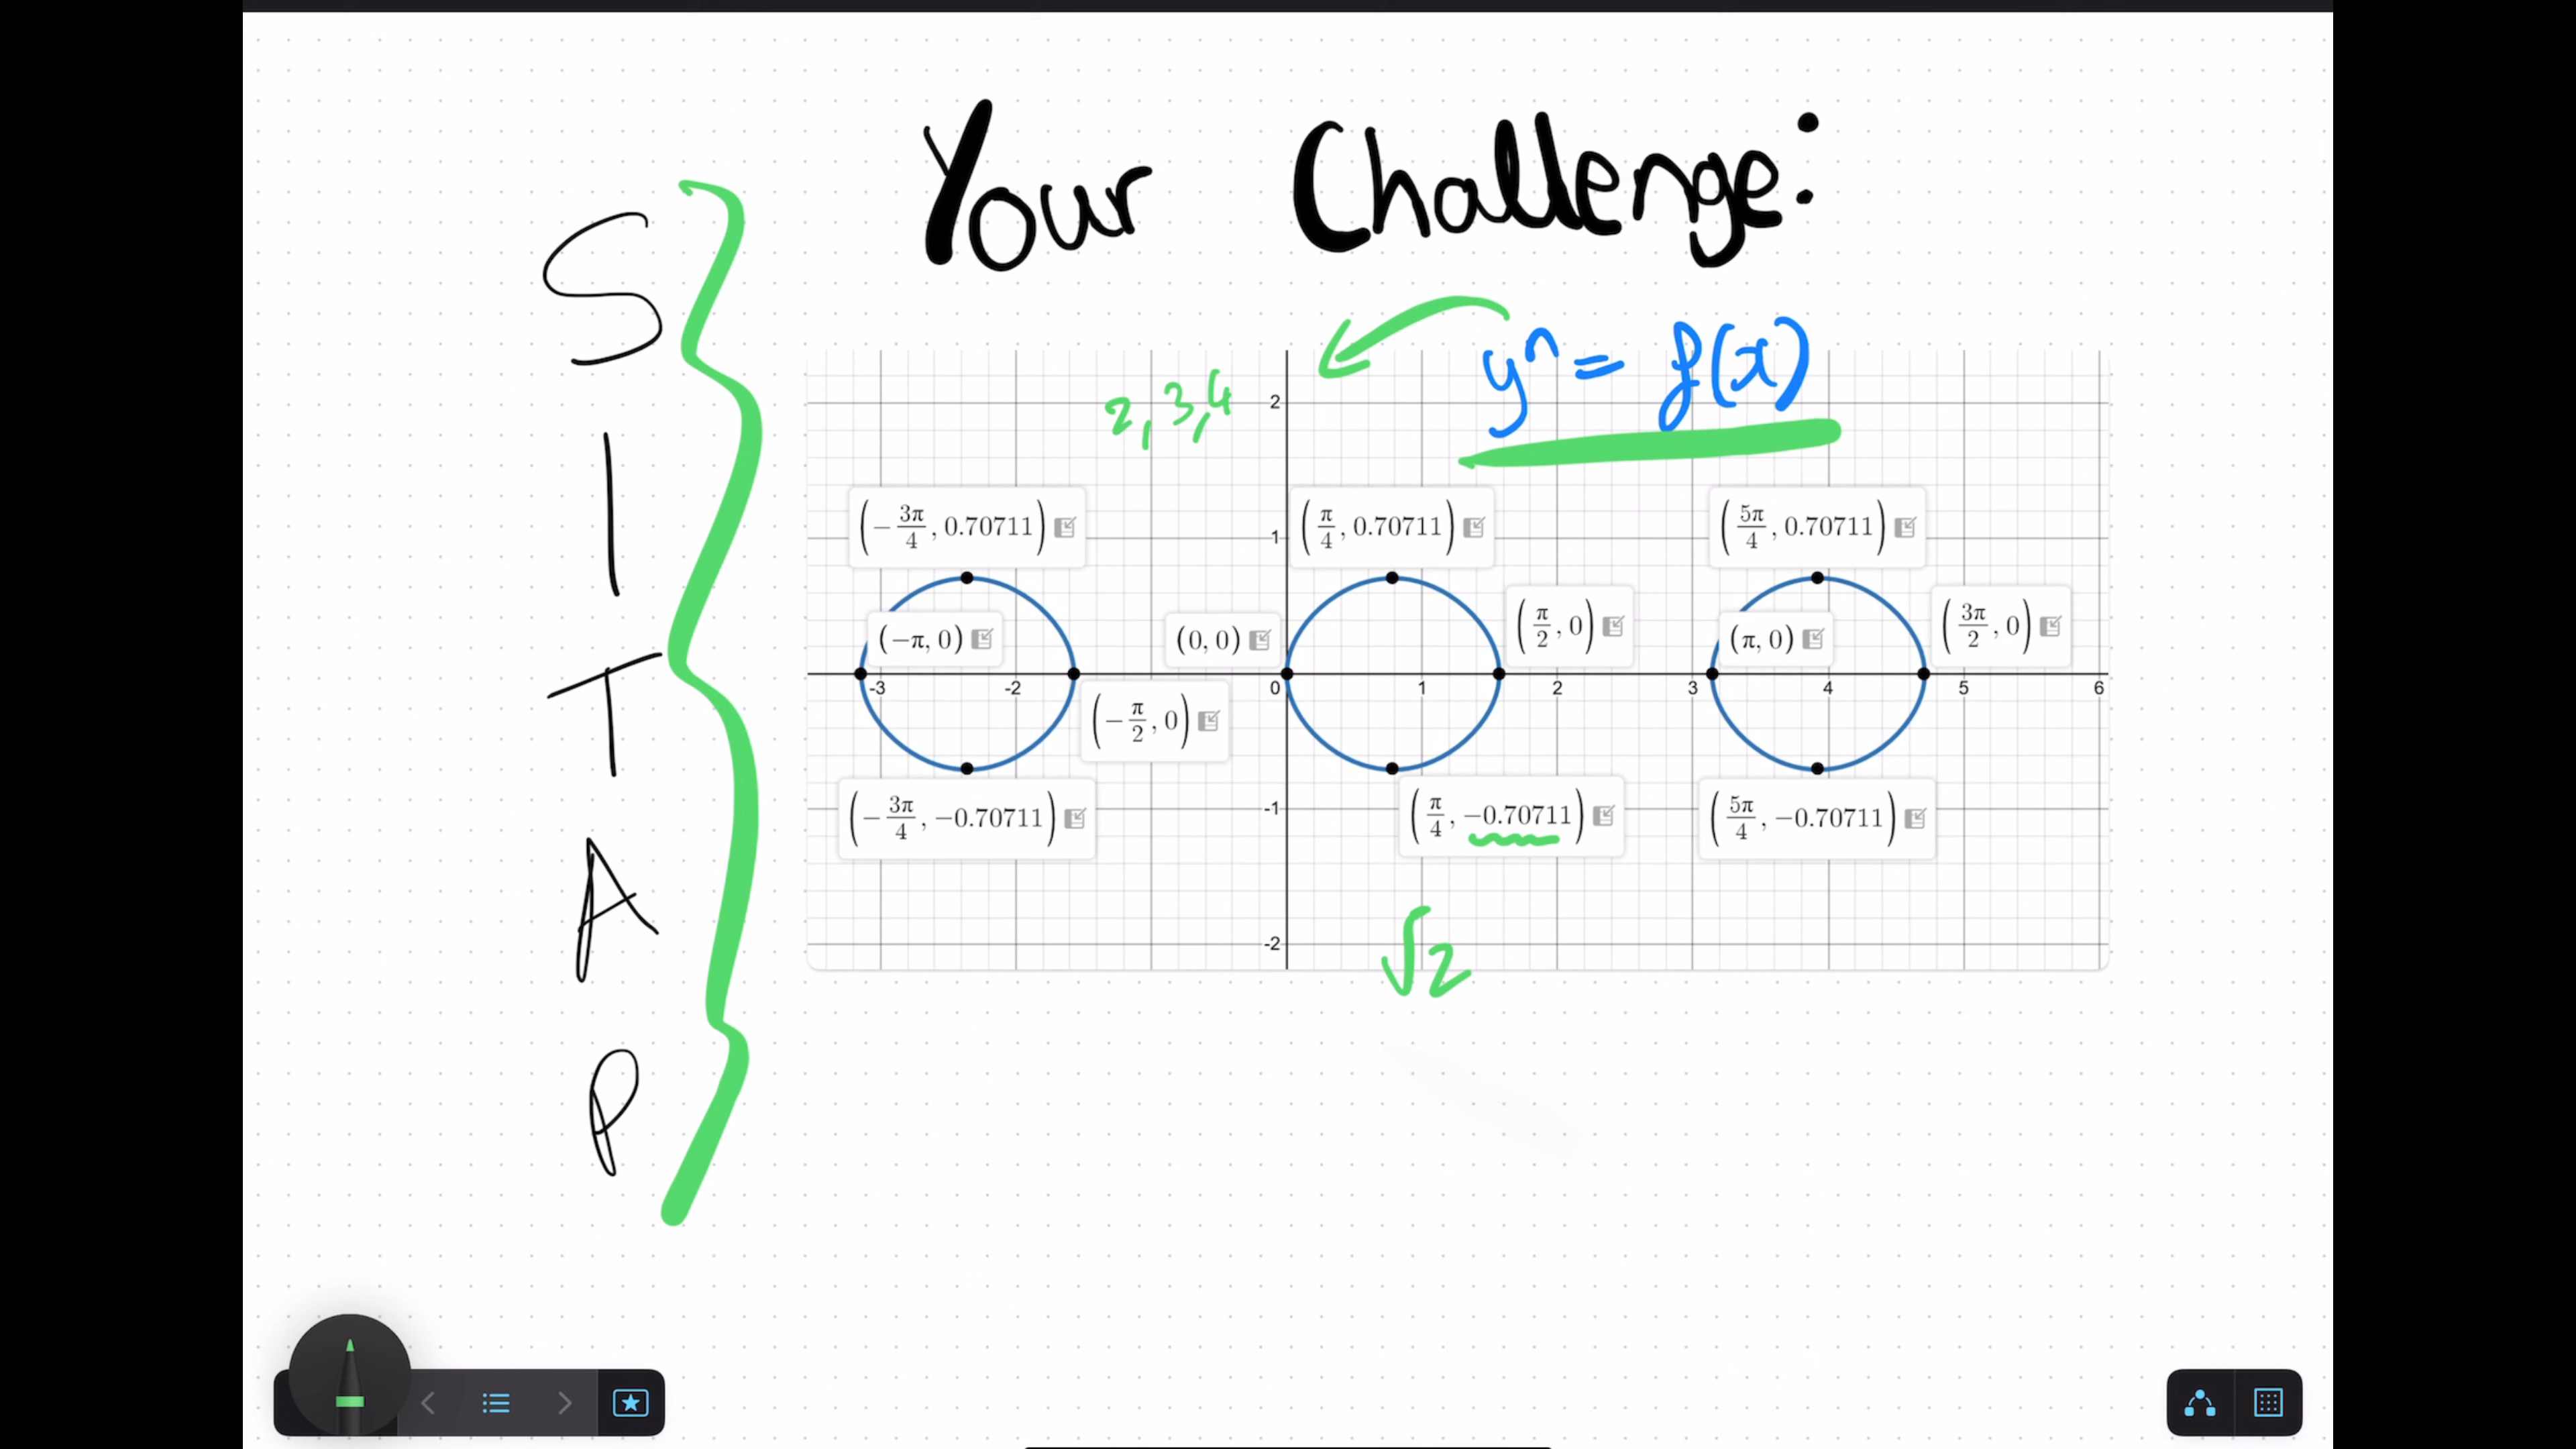 Your Challenge:
S
I
T
A
P
yⁿ = f(x)
2, 3, 4
2
1
-1
-2
-3
-2
0
1
2
3
4
5
6
(-3π/4, 0.70711)
(π/4, 0.70711)
(5π/4, 0.70711)
(-π, 0)
(0, 0)
(π/2, 0)
(π, 0)
(3π/2, 0)
(-π/2, 0)
(-3π/4, -0.70711)
(π/4, -0.70711)
(5π/4, -0.70711)
√2